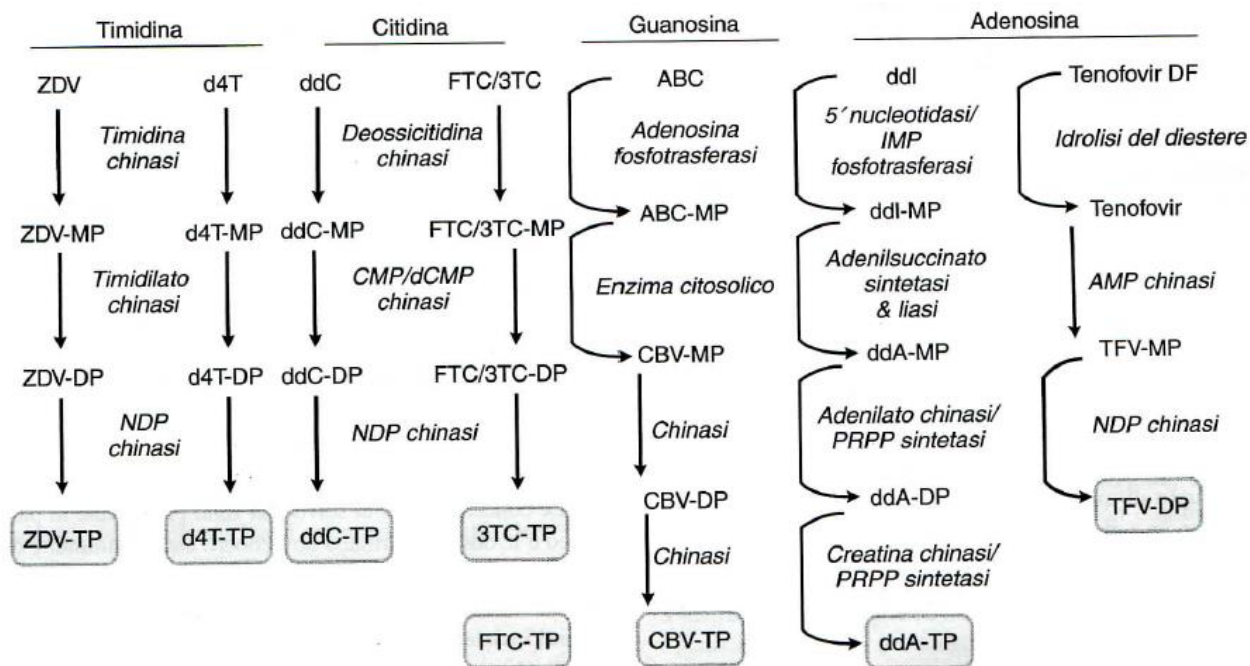 Timidina
Citidina
Guanosina
Adenosina
ZDV
d4T
ddC
FTC/3TC
ABC
ddI
Tenofovir DF
Timidina
chinasi
Deossicitidina
chinasi
Adenosina
fosfotrasferasi
5′ nucleotidasi/
IMP
fosfotrasferasi
Idrolisi del diestere
ZDV-MP
d4T-MP
ddC-MP
FTC/3TC-MP
ABC-MP
ddI-MP
Tenofovir
Timidilato
chinasi
CMP/dCMP
chinasi
Enzima citosolico
Adenilsuccinato
sintetasi
& liasi
AMP chinasi
ZDV-DP
d4T-DP
ddC-DP
FTC/3TC-DP
CBV-MP
ddA-MP
TFV-MP
NDP
chinasi
NDP chinasi
Chinasi
Adenilato chinasi/
PRPP sintetasi
NDP chinasi
ZDV-TP
d4T-TP
ddC-TP
3TC-TP
CBV-DP
ddA-DP
TFV-DP
Chinasi
Creatina chinasi/
PRPP sintetasi
FTC-TP
CBV-TP
ddA-TP